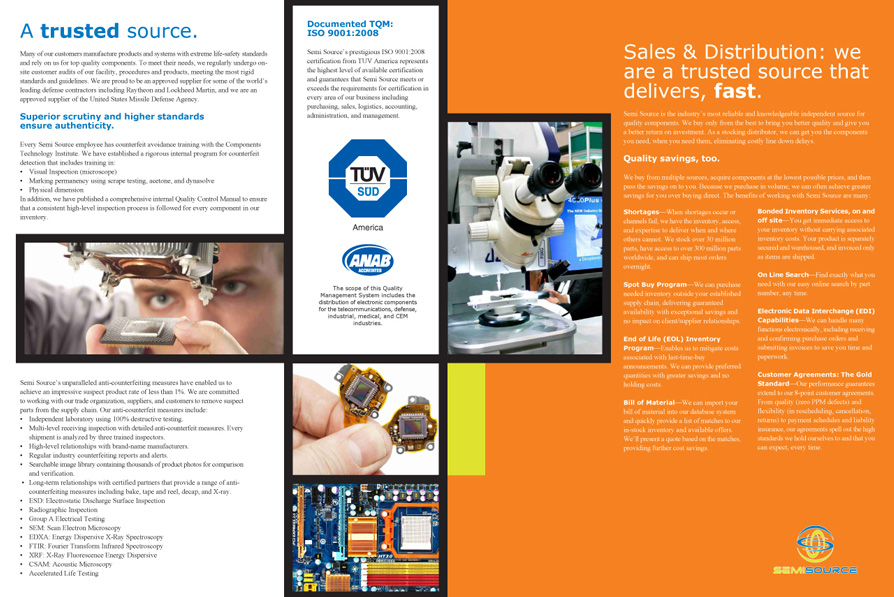 A trusted source.
Many of our customers manufacture products and systems with extreme life-safety standards
and rely on us for top quality components. To meet their needs, we regularly undergo on-
site customer audits of our facility, procedures and products, meeting the most rigid
standards and guidelines. We are proud to be an approved supplier for some of the world's
leading defense contractors including Raytheon and Lockheed Martin, and we are an
approved supplier of the United States Missile Defense Agency.
Superior scrutiny and higher standards
ensure authenticity.
Every Semi Source employee has counterfeit avoidance training with the Components
Technology Institute. We have established a rigorous internal program for counterfeit
detection that includes training in:
• Visual Inspection (microscope)
• Marking permanency using scrape testing, acetone, and dynasolve
• Physical dimension
In addition, we have published a comprehensive internal Quality Control Manual to ensure
that a consistent high-level inspection process is followed for every component in our
inventory.
Semi Source's unparalleled anti-counterfeiting measures have enabled us to
achieve an impressive suspect product rate of less than 1%. We are committed
to working with our trade organization, suppliers, and customers to remove suspect
parts from the supply chain. Our anti-counterfeit measures include:
• Independent laboratory using 100% destructive testing.
• Multi-level receiving inspection with detailed anti-counterfeit measures. Every
shipment is analyzed by three trained inspectors.
• High-level relationships with brand-name manufacturers.
• Regular industry counterfeiting reports and alerts.
• Searchable image library containing thousands of product photos for comparison
and verification.
• Long-term relationships with certified partners that provide a range of anti-
counterfeiting measures including bake, tape and reel, decap, and X-ray.
• ESD: Electrostatic Discharge Surface Inspection
• Radiographic Inspection
• Group A Electrical Testing
• SEM: Scan Electron Microscopy
• EDXA: Energy Dispersive X-Ray Spectroscopy
• FTIR: Fourier Transform Infrared Spectroscopy
• XRF: X-Ray Fluorescence Energy Dispersive
• CSAM: Acoustic Microscopy
• Accelerated Life Testing
Documented TQM:
ISO 9001:2008
Semi Source's prestigious ISO 9001:2008
certification from TUV America represents
the highest level of available certification
and guarantees that Semi Source meets or
exceeds the requirements for certification in
every area of our business including
purchasing, sales, logistics, accounting,
administration, and management.
TÜV
SÜD
America
ANAB
ACCREDITED
The scope of this Quality
Management System includes the
distribution of electronic components
for the telecommunications, defense,
industrial, medical, and CEM
industries.
Sales & Distribution: we
are a trusted source that
delivers, fast.
Semi Source is the industry's most reliable and knowledgeable independent source for
quality components. We buy only from the best to bring you better quality and give you
a better return on investment. As a stocking distributor, we can get you the components
you need, when you need them, eliminating costly line down delays.
Quality savings, too.
We buy from multiple sources, acquire components at the lowest possible prices, and then
pass the savings on to you. Because we purchase in volume, we can often achieve greater
savings for you over buying direct. The benefits of working with Semi Source are many:
Shortages—When shortages occur or
channels fail, we have the inventory, access,
and expertise to deliver when and where
others cannot. We stock over 30 million
parts, have access to over 300 million parts
worldwide, and can ship most orders
overnight.
Spot Buy Program—We can purchase
needed inventory outside your established
supply chain, delivering guaranteed
availability with exceptional savings and
no impact on client/supplier relationships.
End of Life (EOL) Inventory
Program—Enables us to mitigate costs
associated with last-time-buy
announcements. We can provide preferred
quantities with greater savings and no
holding costs.
Bill of Material—We can import your
bill of material into our database system
and quickly provide a list of matches to our
in-stock inventory and available offers.
We'll present a quote based on the matches,
providing further cost savings.
Bonded Inventory Services, on and
off site—You get immediate access to
your inventory without carrying associated
inventory costs. Your product is separately
secured and warehoused, and invoiced only
as items are shipped.
On Line Search—Find exactly what you
need with our easy online search by part
number, any time.
Electronic Data Interchange (EDI)
Capabilities—We can handle many
functions electronically, including receiving
and confirming purchase orders and
submitting invoices to save you time and
paperwork.
Customer Agreements: The Gold
Standard—Our performance guarantees
extend to our 8-point customer agreements.
From quality (zero PPM defects) and
flexibility (in rescheduling, cancellation,
returns) to payment schedules and liability
insurance, our agreements spell out the high
standards we hold ourselves to and that you
can expect, every time.
SEMISOURCE